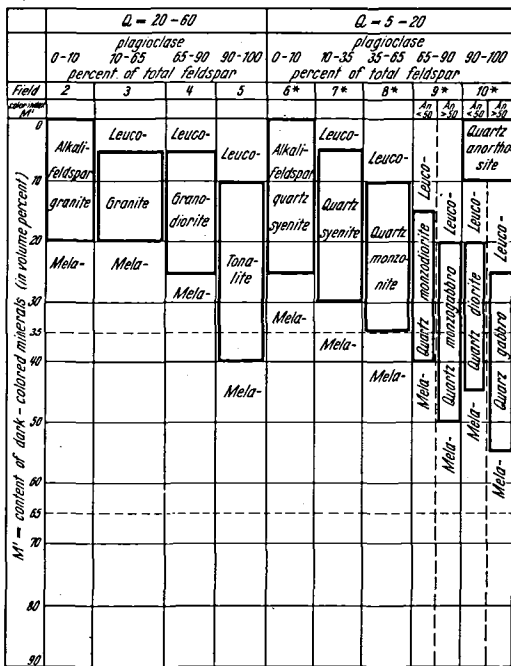 Q = 20-60 Q = 5-20
plagioclase plagioclase
0-10 10-65 65-90 90-100 0-10 10-35 35-65 65-90 90-100
percent of total feldspar percent of total feldspar
Field 2 3 4 5 6* 7* 8* 9* 10*
color index M' An <50 An >50 An <50 An >50
M' = content of dark-colored minerals (in volume percent)
0
10
20
30
35
40
50
60
65
70
80
90
Alkali-
feldspar
granite
Mela-
Leuco-
Granite
Mela-
Leuco-
Grano-
diorite
Mela-
Leuco-
Tona-
lite
Mela-
Alkali-
feldspar
quartz
syenite
Mela-
Leuco-
Quartz
syenite
Mela-
Leuco-
Quartz
monzo-
nite
Mela-
Leuco-
Quartz monzodiorite
Mela-
Leuco-
Quartz monzogabbro
Mela-
Quartz
anortho-
site
Leuco-
Quartz diorite
Mela-
Leuco-
Quarz gabbro
Mela-